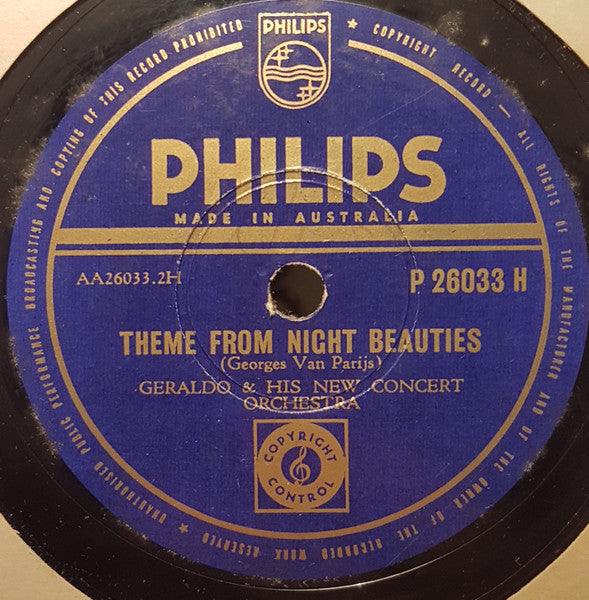 PHILIPS
PHILIPS
MADE IN AUSTRALIA
AA26033.2H
P 26033 H
THEME FROM NIGHT BEAUTIES
(Georges Van Parijs)
GERALDO & HIS NEW CONCERT
ORCHESTRA
COPYRIGHT
CONTROL
★ COPYRIGHT RECORD — ALL RIGHTS OF THE MANUFACTURER AND OF THE OWNER OF THE RECORDED WORK RESERVED ★ UNAUTHORISED PUBLIC PERFORMANCE BROADCASTING AND COPYING OF THIS RECORD PROHIBITED